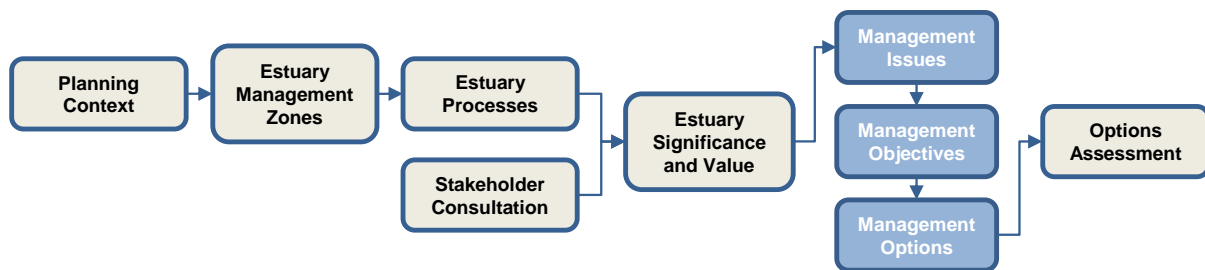 Planning
Context
Estuary
Management
Zones
Estuary
Processes
Stakeholder
Consultation
Estuary
Significance
and Value
Management
Issues
Management
Objectives
Management
Options
Options
Assessment